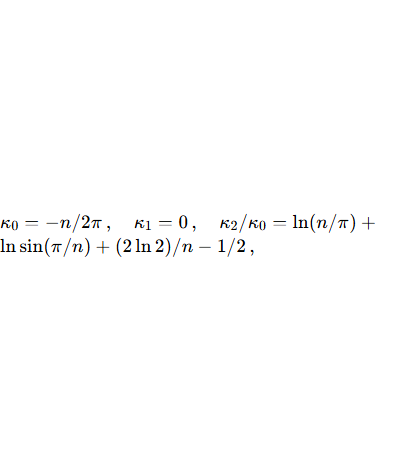 κ₀ = −n/2π ,  κ₁ = 0 ,  κ₂/κ₀ = ln(n/π) +
ln sin(π/n) + (2 ln 2)/n − 1/2 ,